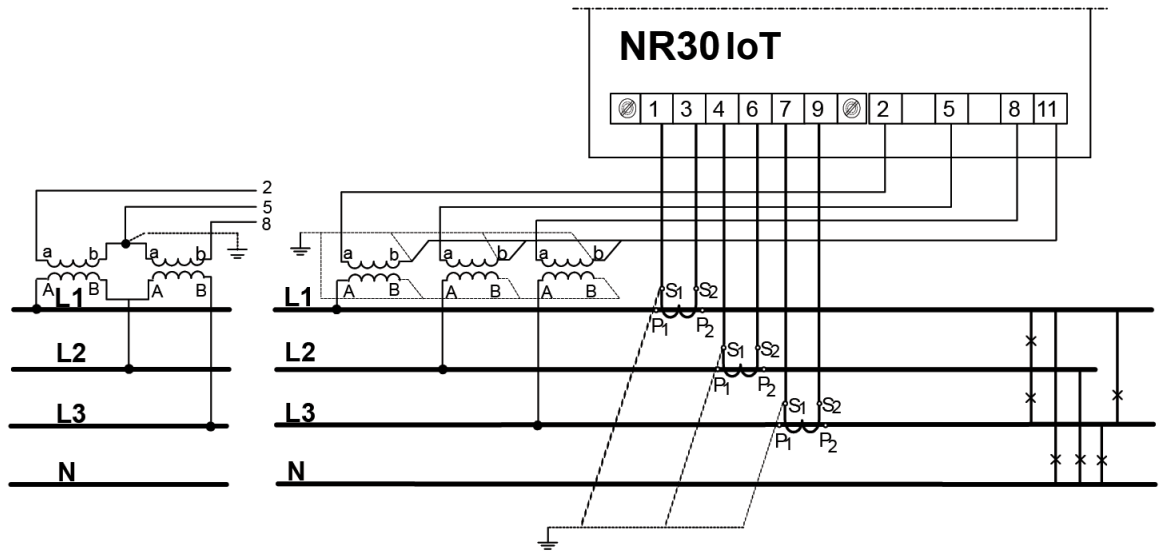 NR30 IoT
1 3 4 6 7 9 2 5 8 11
2
5
8
a b a b
A B A B
a b a b a b
A B A B A B
L1
L2
L3
N
L1
L2
L3
N
S1 S2
P1 P2
S1 S2
P1 P2
S1 S2
P1 P2